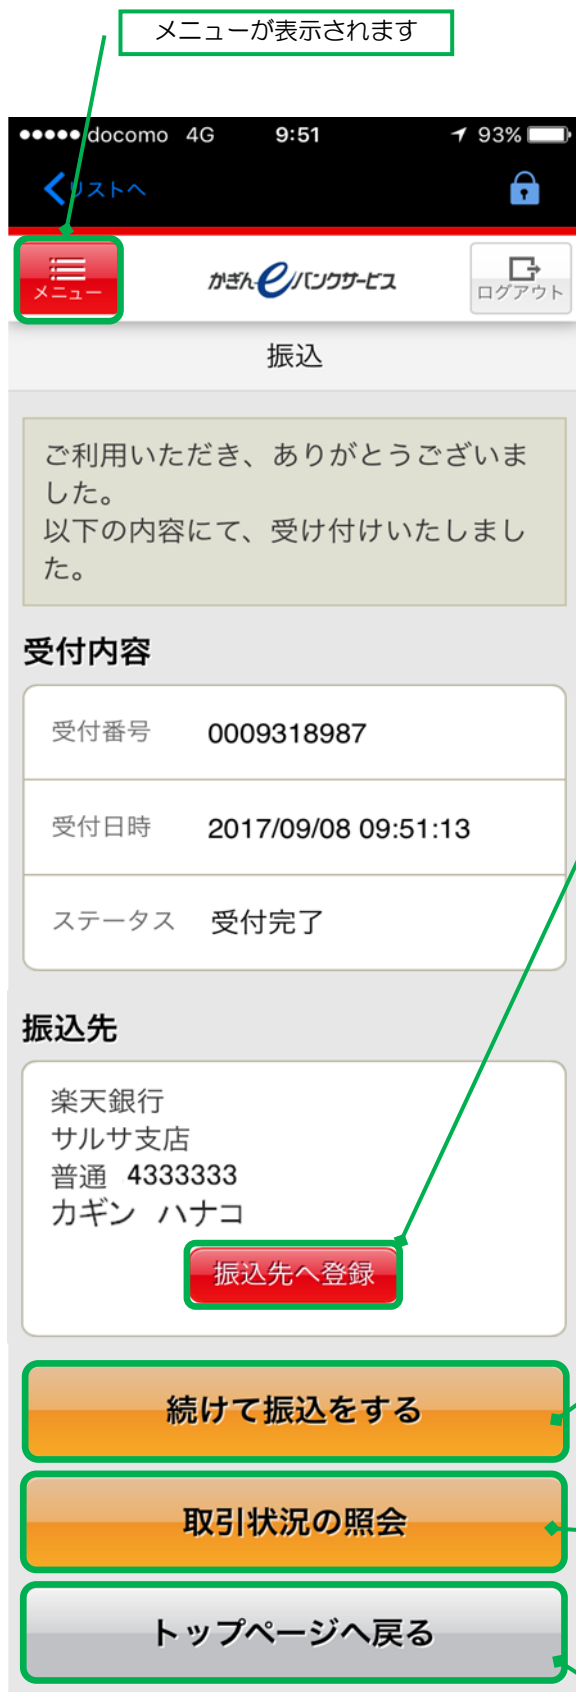 メニューが表示されます
docomo 4G 9:51 93%
リストへ
メニュー
かぎんeバンクサービス
ログアウト
振込
ご利用いただき、ありがとうございま
した。
以下の内容にて、受け付けいたしまし
た。
受付内容
受付番号 0009318987
受付日時 2017/09/08 09:51:13
ステータス 受付完了
振込先
楽天銀行
サルサ支店
普通 4333333
カギン ハナコ
振込先へ登録
続けて振込をする
取引状況の照会
トップページへ戻る